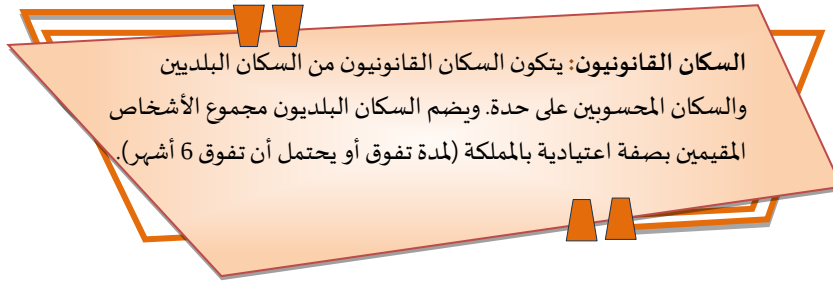 السكان القانونيون: يتكون السكان القانونيون من السكان البلديين
والسكان المحسوبين على حدة. ويضم السكان البلديون مجموع الأشخاص
المقيمين بصفة اعتيادية بالمملكة (لمدة تفوق أو يحتمل أن تفوق 6 أشهر).